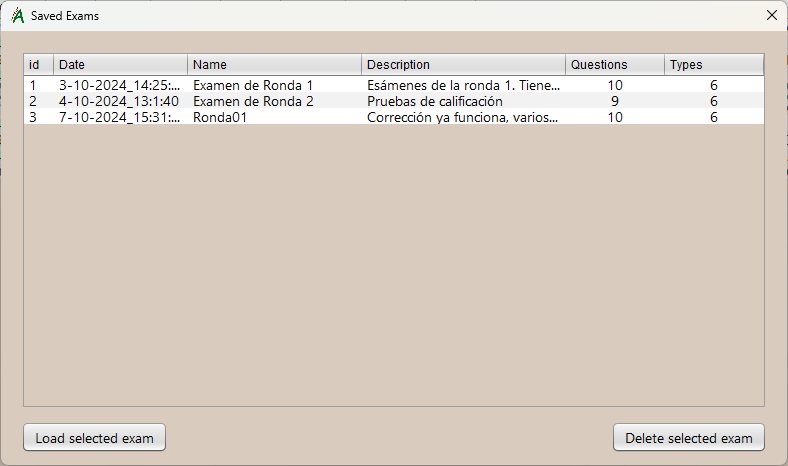 Saved Exams
id Date Name Description Questions Types
1 3-10-2024_14:25:... Examen de Ronda 1 Esámenes de la ronda 1. Tiene... 10 6
2 4-10-2024_13:1:40 Examen de Ronda 2 Pruebas de calificación 9 6
3 7-10-2024_15:31:... Ronda01 Corrección ya funciona, varios... 10 6
Load selected exam Delete selected exam